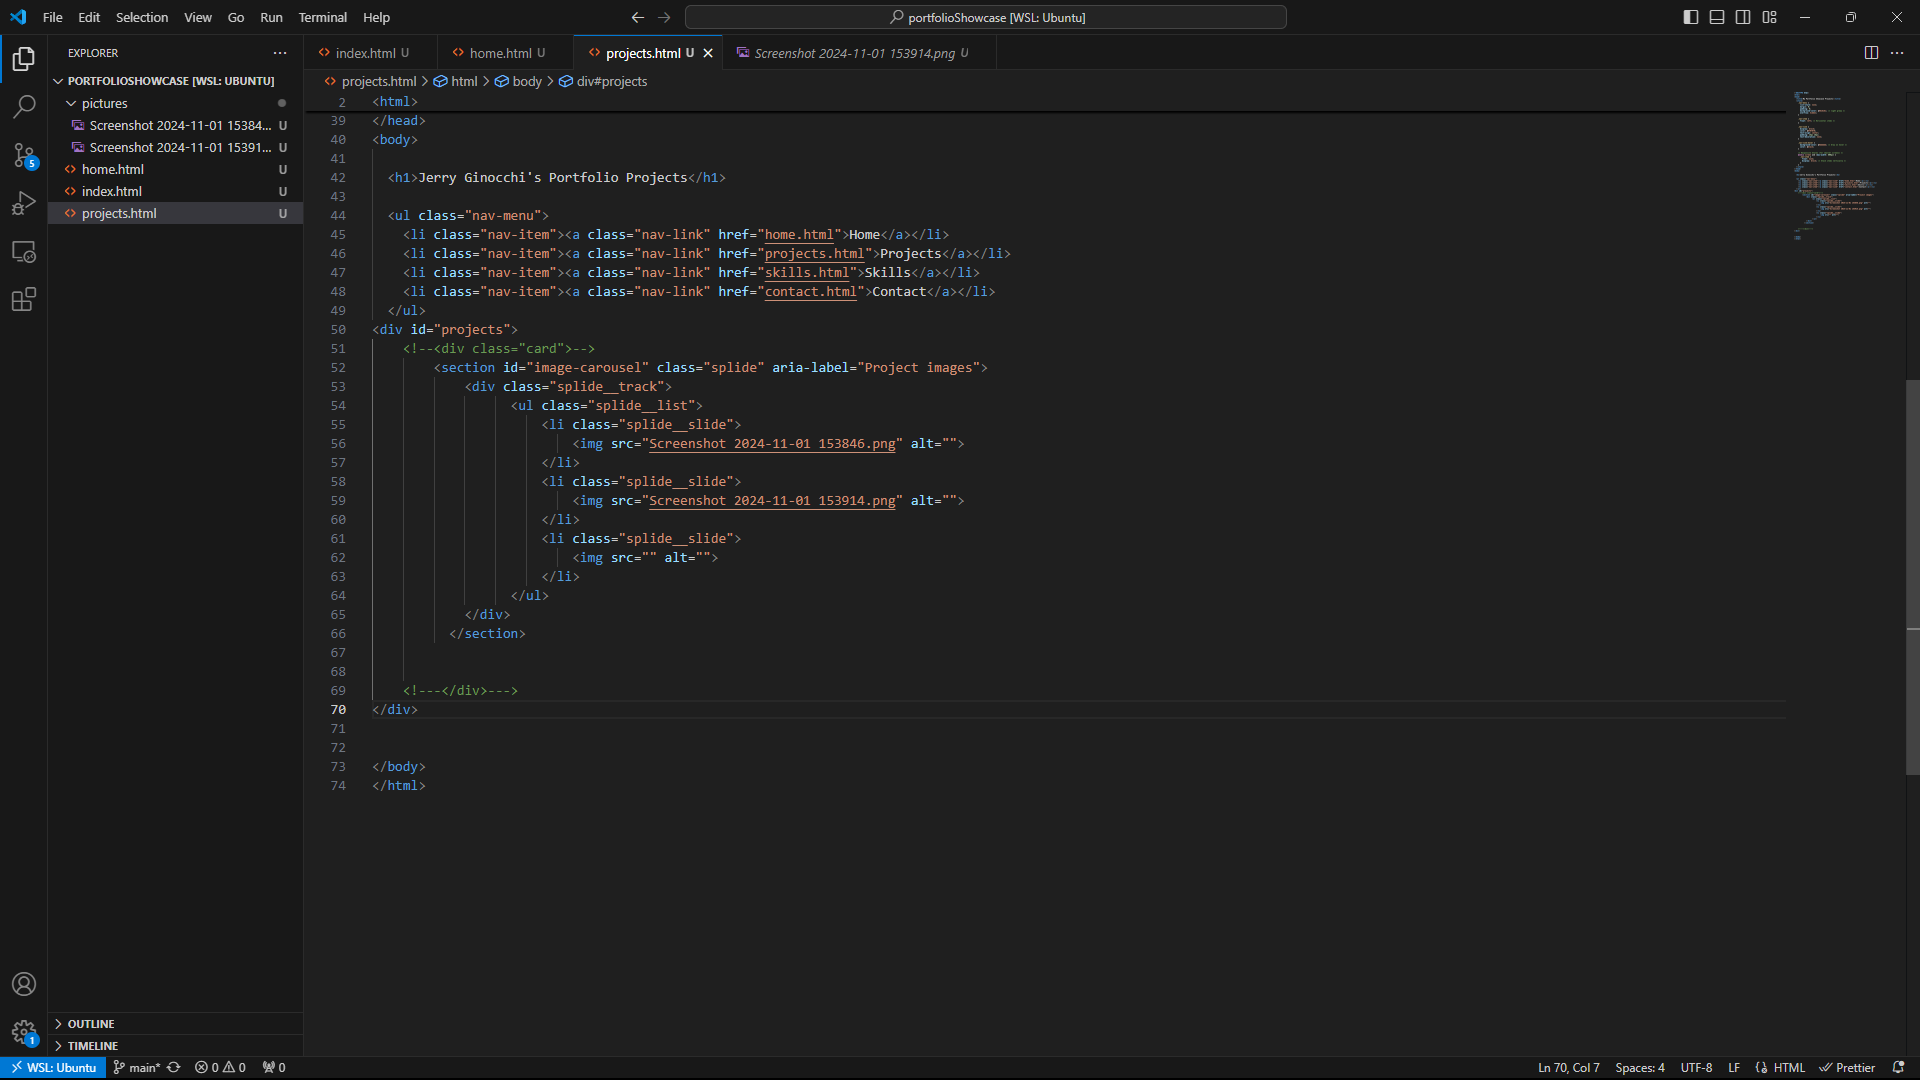 File Edit Selection View Go Run Terminal Help
portfolioShowcase [WSL: Ubuntu]
EXPLORER
PORTFOLIOSHOWCASE [WSL: UBUNTU]
pictures
Screenshot 2024-11-01 15384... U
Screenshot 2024-11-01 15391... U
home.html U
index.html U
projects.html U
OUTLINE
TIMELINE
5
1
index.html U
home.html U
projects.html U
Screenshot 2024-11-01 153914.png U
projects.html > html > body > div#projects
2 <html>
39 </head>
40 <body>
41
42 <h1>Jerry Ginocchi's Portfolio Projects</h1>
43
44 <ul class="nav-menu">
45 <li class="nav-item"><a class="nav-link" href="home.html">Home</a></li>
46 <li class="nav-item"><a class="nav-link" href="projects.html">Projects</a></li>
47 <li class="nav-item"><a class="nav-link" href="skills.html">Skills</a></li>
48 <li class="nav-item"><a class="nav-link" href="contact.html">Contact</a></li>
49 </ul>
50 <div id="projects">
51 <!--<div class="card">-->
52 <section id="image-carousel" class="splide" aria-label="Project images">
53 <div class="splide__track">
54 <ul class="splide__list">
55 <li class="splide__slide">
56 <img src="Screenshot 2024-11-01 153846.png" alt="">
57 </li>
58 <li class="splide__slide">
59 <img src="Screenshot 2024-11-01 153914.png" alt="">
60 </li>
61 <li class="splide__slide">
62 <img src="" alt="">
63 </li>
64 </ul>
65 </div>
66 </section>
67
68
69 <!---</div>--->
70 </div>
71
72
73 </body>
74 </html>
WSL: Ubuntu main* 0 0 0
Ln 70, Col 7 Spaces: 4 UTF-8 LF HTML Prettier